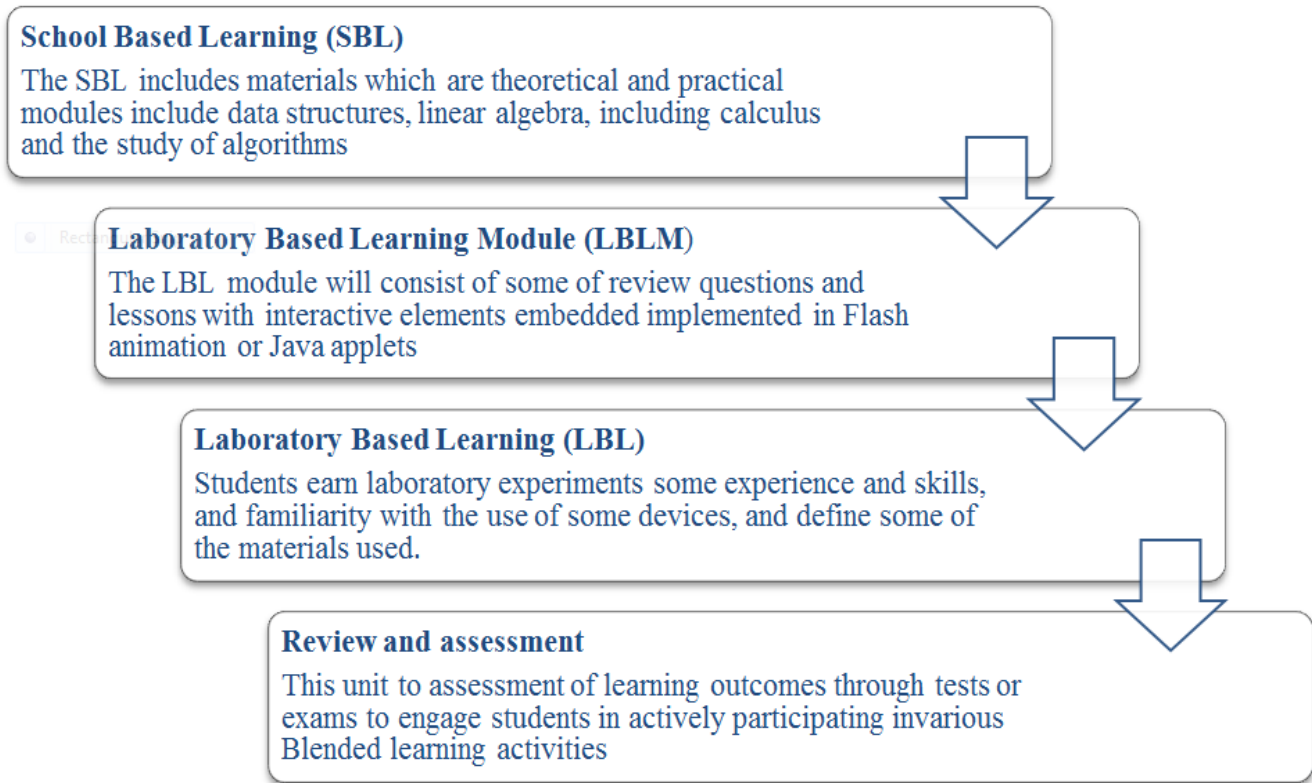 School Based Learning (SBL)
The SBL includes materials which are theoretical and practical
modules include data structures, linear algebra, including calculus
and the study of algorithms
Laboratory Based Learning Module (LBLM)
The LBL module will consist of some of review questions and
lessons with interactive elements embedded implemented in Flash
animation or Java applets
Laboratory Based Learning (LBL)
Students earn laboratory experiments some experience and skills,
and familiarity with the use of some devices, and define some of
the materials used.
Review and assessment
This unit to assessment of learning outcomes through tests or
exams to engage students in actively participating invarious
Blended learning activities